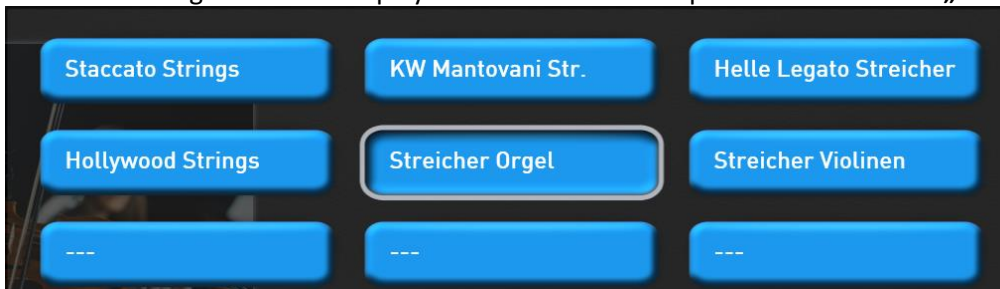 Staccato Strings
KW Mantovani Str.
Helle Legato Streicher
Hollywood Strings
Streicher Orgel
Streicher Violinen
---
---
---